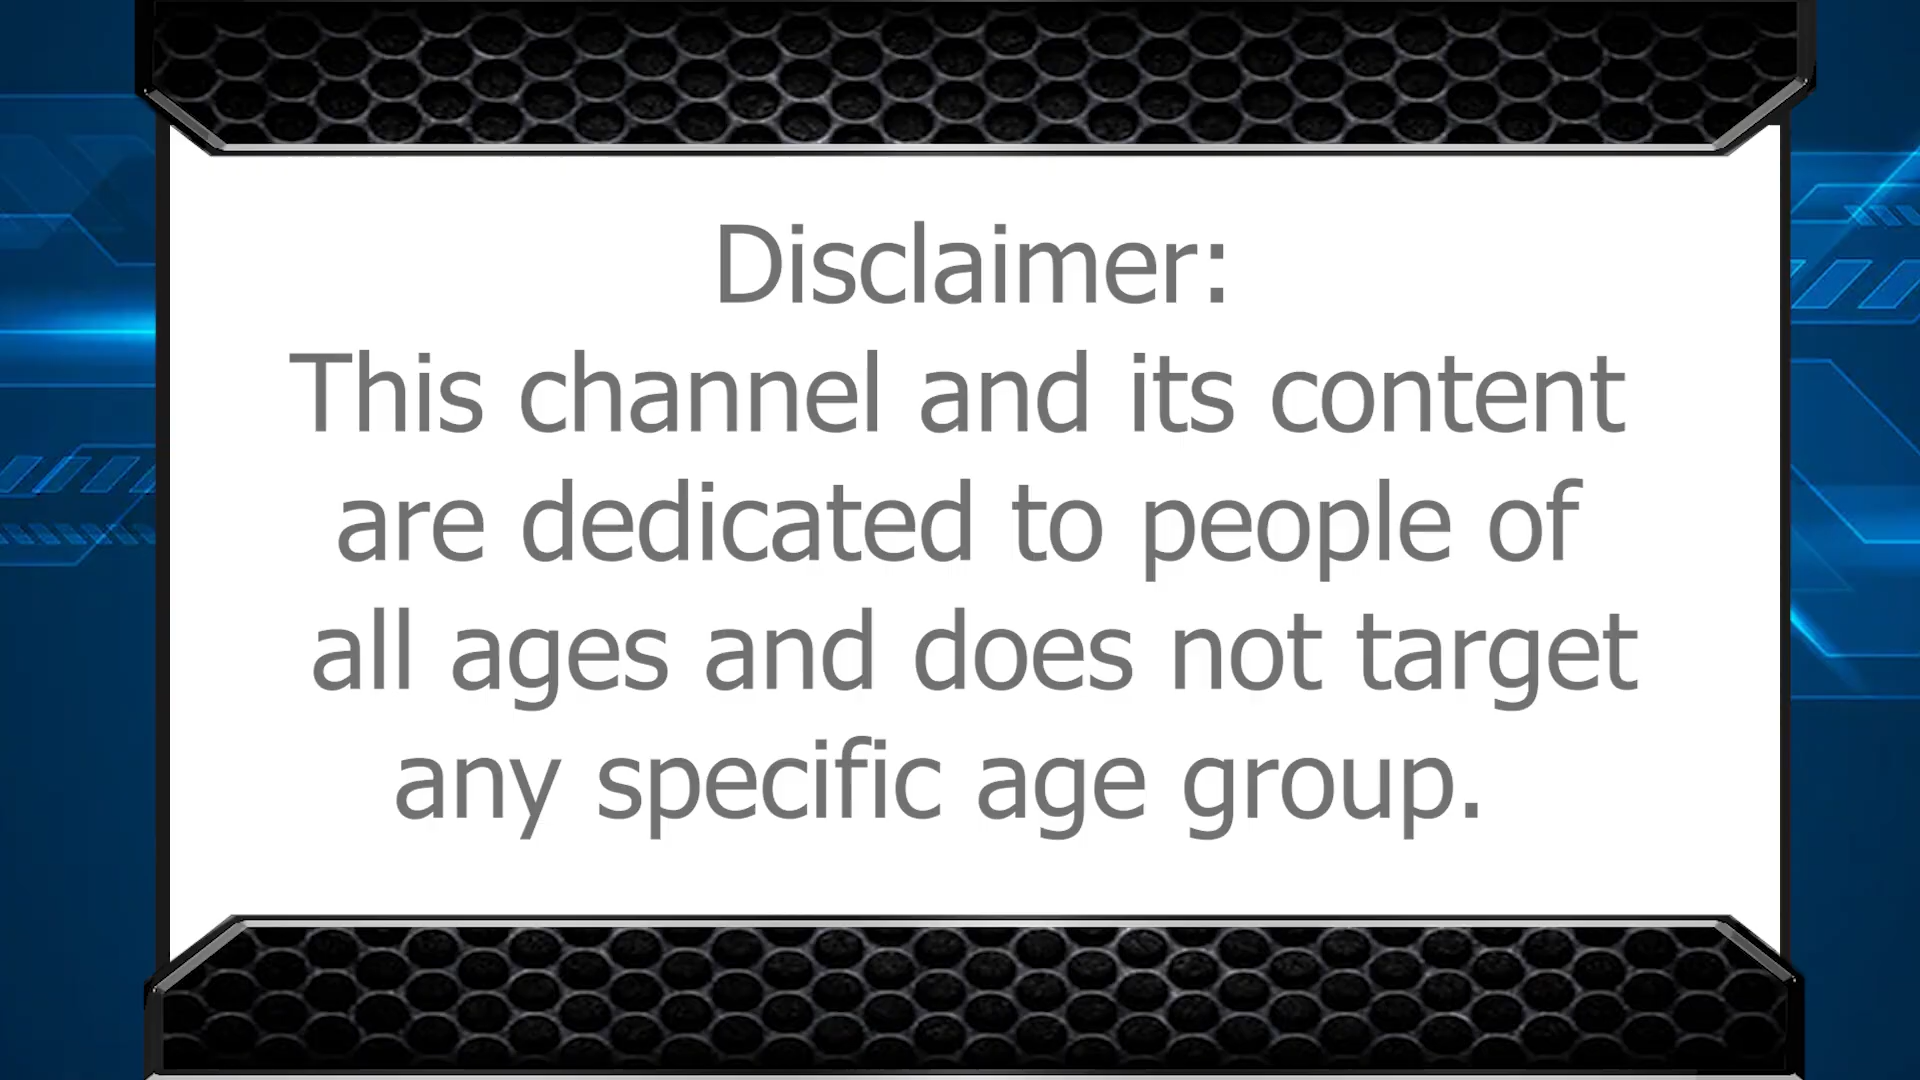 Disclaimer:
This channel and its content
are dedicated to people of
all ages and does not target
any specific age group.